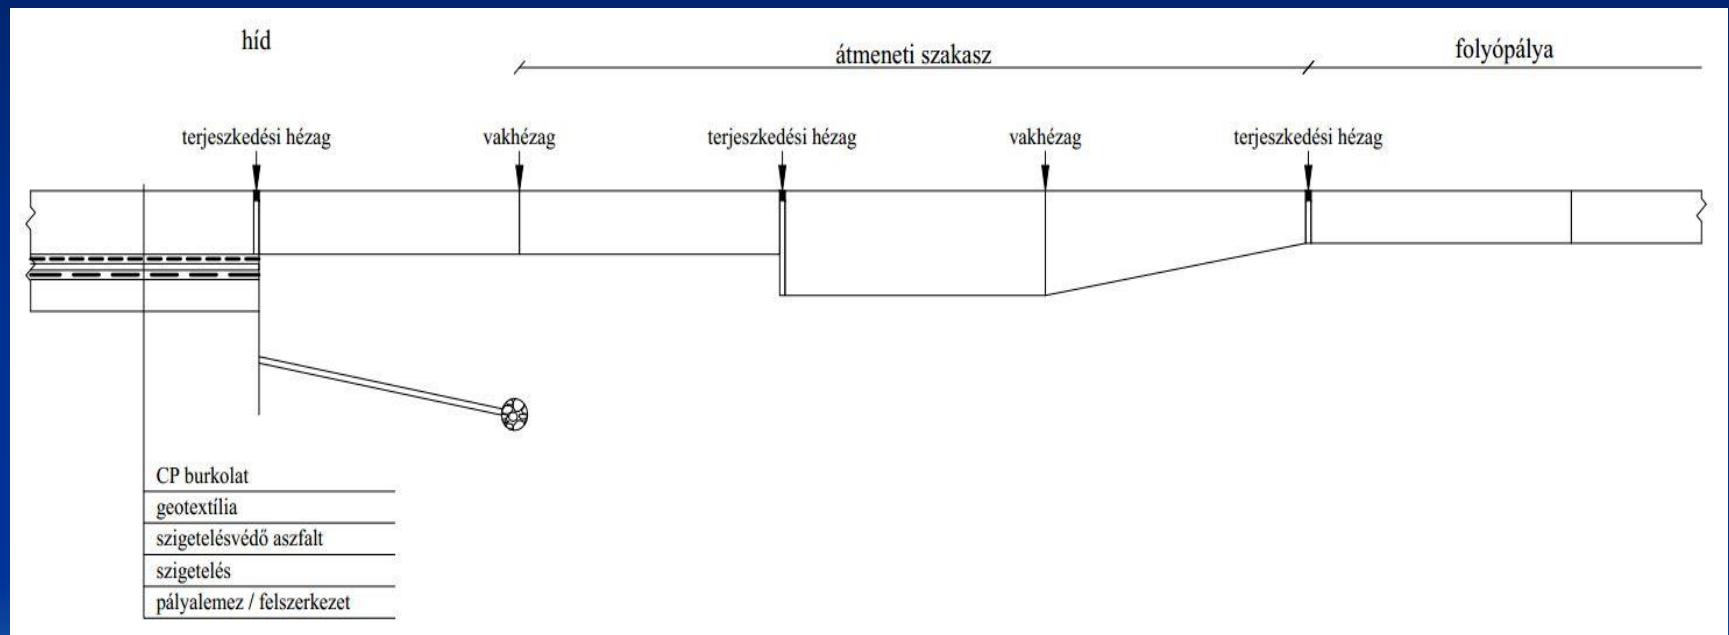 híd
átmeneti szakasz
folyópálya
terjeszkedési hézag
vakhézag
terjeszkedési hézag
vakhézag
terjeszkedési hézag
CP burkolat
geotextília
szigetelésvédő aszfalt
szigetelés
pályalemez / felszerkezet